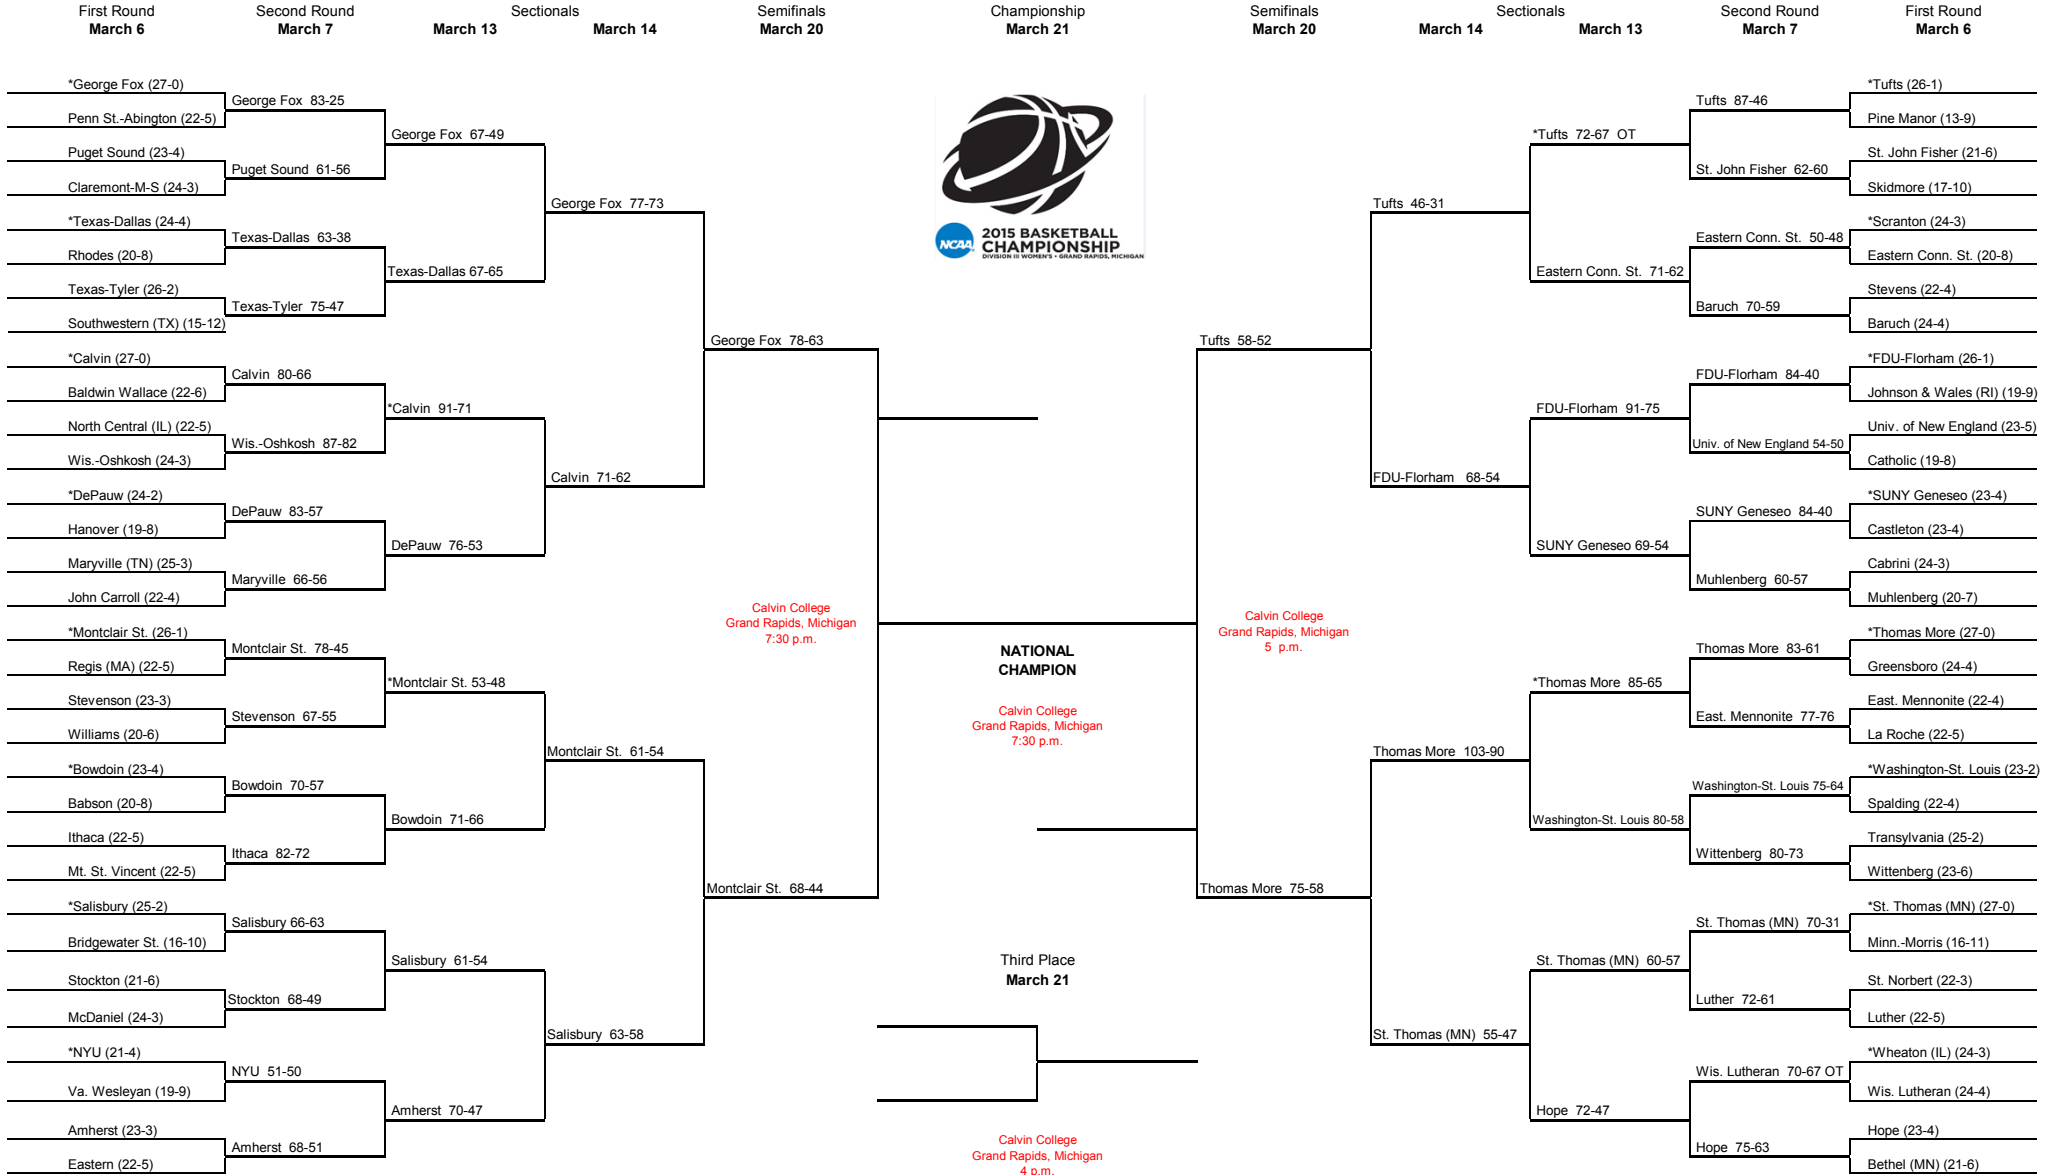 First Round
March 6
Second Round
March 7
Sectionals
March 13
March 14
Semifinals
March 20
Championship
March 21
Semifinals
March 20
Sectionals
March 14
March 13
Second Round
March 7
First Round
March 6
*George Fox (27-0)
Penn St.-Abington (22-5)
Puget Sound (23-4)
Claremont-M-S (24-3)
*Texas-Dallas (24-4)
Rhodes (20-8)
Texas-Tyler (26-2)
Southwestern (TX) (15-12)
*Calvin (27-0)
Baldwin Wallace (22-6)
North Central (IL) (22-5)
Wis.-Oshkosh (24-3)
*DePauw (24-2)
Hanover (19-8)
Maryville (TN) (25-3)
John Carroll (22-4)
*Montclair St. (26-1)
Regis (MA) (22-5)
Stevenson (23-3)
Williams (20-6)
*Bowdoin (23-4)
Babson (20-8)
Ithaca (22-5)
Mt. St. Vincent (22-5)
*Salisbury (25-2)
Bridgewater St. (16-10)
Stockton (21-6)
McDaniel (24-3)
*NYU (21-4)
Va. Wesleyan (19-9)
Amherst (23-3)
Eastern (22-5)
George Fox 83-25
Puget Sound 61-56
Texas-Dallas 63-38
Texas-Tyler 75-47
Calvin 80-66
Wis.-Oshkosh 87-82
DePauw 83-57
Maryville 66-56
Montclair St. 78-45
Stevenson 67-55
Bowdoin 70-57
Ithaca 82-72
Salisbury 66-63
Stockton 68-49
NYU 51-50
Amherst 68-51
George Fox 67-49
Texas-Dallas 67-65
*Calvin 91-71
DePauw 76-53
*Montclair St. 53-48
Bowdoin 71-66
Salisbury 61-54
Amherst 70-47
George Fox 77-73
Calvin 71-62
Montclair St. 61-54
Salisbury 63-58
George Fox 78-63
Calvin College
Grand Rapids, Michigan
7:30 p.m.
Montclair St. 68-44
NCAA
2015 BASKETBALL
CHAMPIONSHIP
DIVISION III WOMEN'S • GRAND RAPIDS, MICHIGAN
NATIONAL
CHAMPION
Calvin College
Grand Rapids, Michigan
7:30 p.m.
Third Place
March 21
Calvin College
Grand Rapids, Michigan
4 p.m.
Tufts 58-52
Calvin College
Grand Rapids, Michigan
5 p.m.
Thomas More 75-58
Tufts 46-31
FDU-Florham 68-54
Thomas More 103-90
St. Thomas (MN) 55-47
*Tufts 72-67 OT
Eastern Conn. St. 71-62
FDU-Florham 91-75
SUNY Geneseo 69-54
*Thomas More 85-65
Washington-St. Louis 80-58
St. Thomas (MN) 60-57
Hope 72-47
Tufts 87-46
St. John Fisher 62-60
Eastern Conn. St. 50-48
Baruch 70-59
FDU-Florham 84-40
Univ. of New England 54-50
SUNY Geneseo 84-40
Muhlenberg 60-57
Thomas More 83-61
East. Mennonite 77-76
Washington-St. Louis 75-64
Wittenberg 80-73
St. Thomas (MN) 70-31
Luther 72-61
Wis. Lutheran 70-67 OT
Hope 75-63
*Tufts (26-1)
Pine Manor (13-9)
St. John Fisher (21-6)
Skidmore (17-10)
*Scranton (24-3)
Eastern Conn. St. (20-8)
Stevens (22-4)
Baruch (24-4)
*FDU-Florham (26-1)
Johnson & Wales (RI) (19-9)
Univ. of New England (23-5)
Catholic (19-8)
*SUNY Geneseo (23-4)
Castleton (23-4)
Cabrini (24-3)
Muhlenberg (20-7)
*Thomas More (27-0)
Greensboro (24-4)
East. Mennonite (22-4)
La Roche (22-5)
*Washington-St. Louis (23-2)
Spalding (22-4)
Transylvania (25-2)
Wittenberg (23-6)
*St. Thomas (MN) (27-0)
Minn.-Morris (16-11)
St. Norbert (22-3)
Luther (22-5)
*Wheaton (IL) (24-3)
Wis. Lutheran (24-4)
Hope (23-4)
Bethel (MN) (21-6)